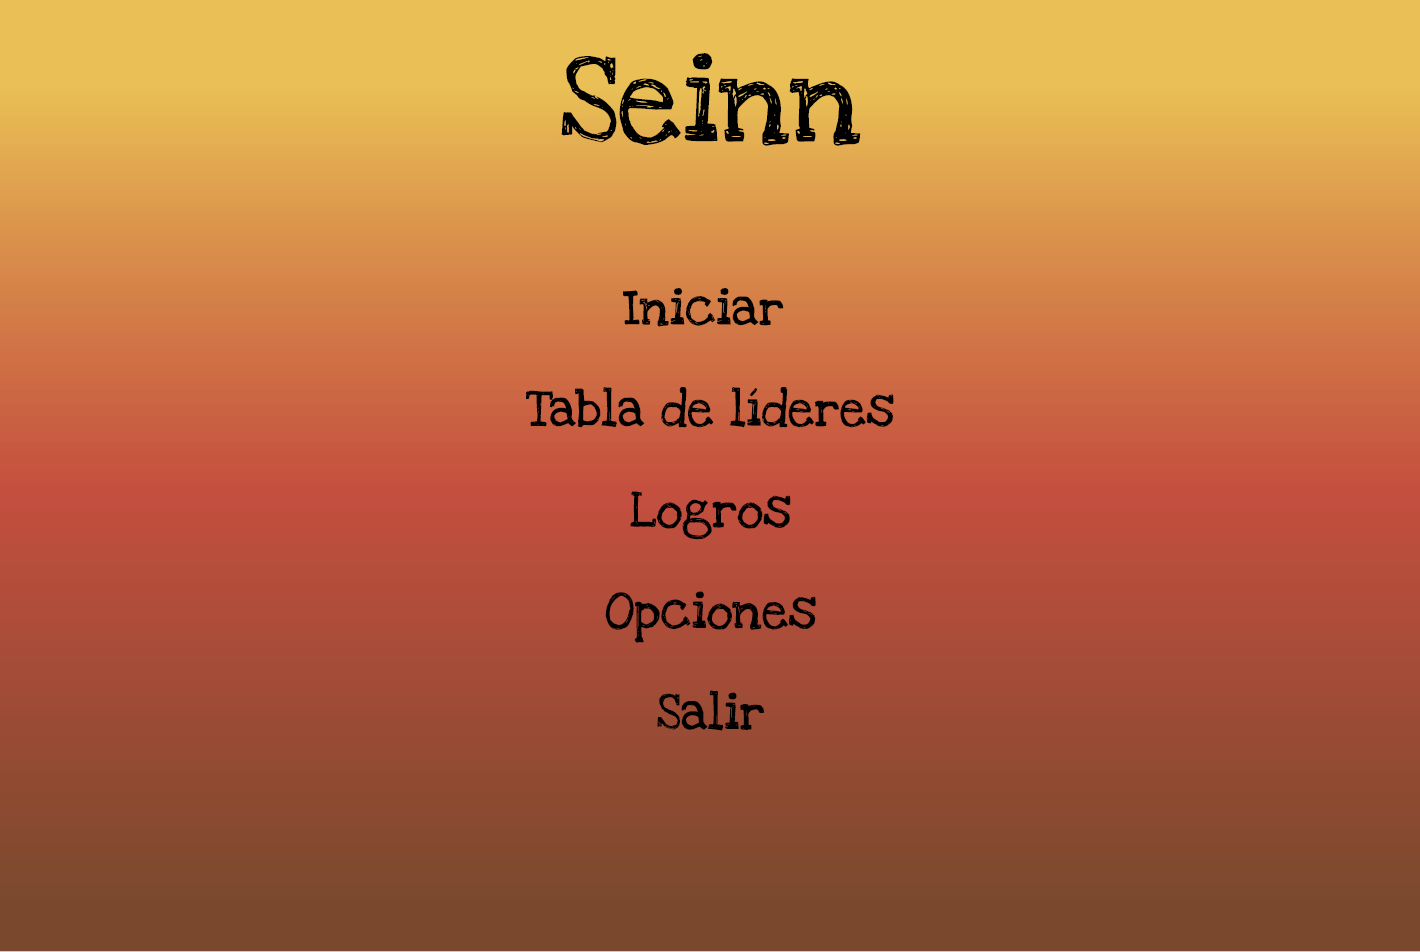 Seinn
Iniciar
Tabla de líderes
Logros
Opciones
Salir